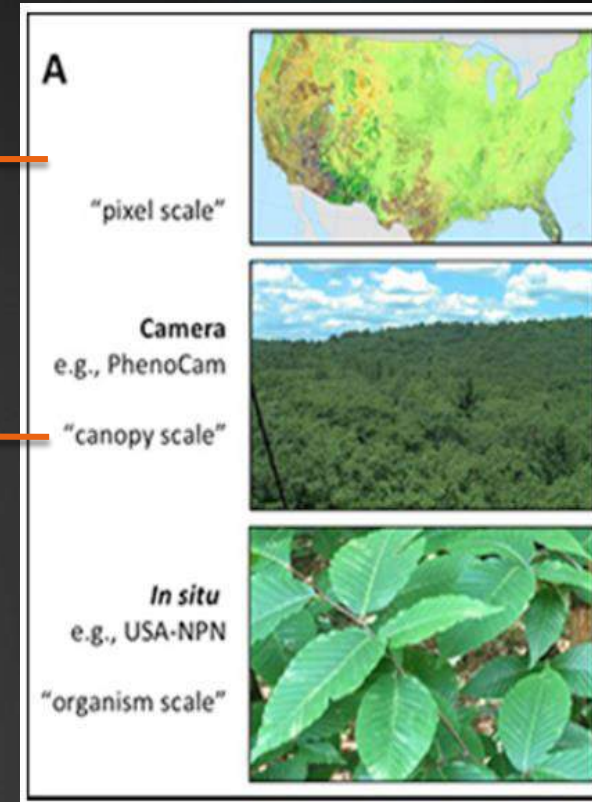 A
"pixel scale"
Camera
e.g., PhenoCam
"canopy scale"
In situ
e.g., USA-NPN
"organism scale"